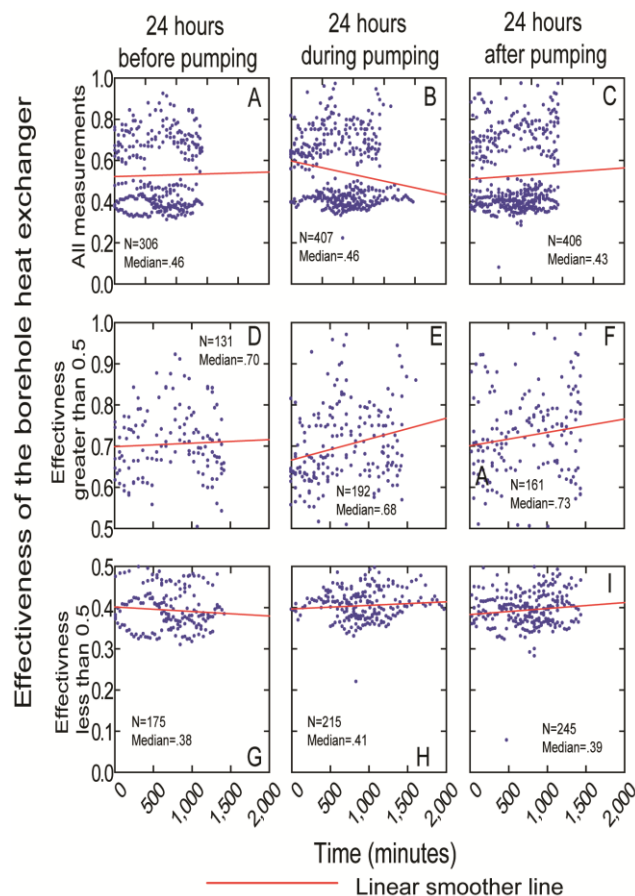 24 hours
before pumping
24 hours
during pumping
24 hours
after pumping
Effectiveness of the borehole heat exchanger
All measurements
1.0
0.8
0.6
0.4
0.2
0.0
A
N=306
Median=.46
B
N=407
Median=.46
C
N=406
Median=.43
Effectivness
greater than 0.5
1.0
0.9
0.8
0.7
0.6
0.5
D
N=131
Median=.70
E
N=192
Median=.68
F
A
N=161
Median=.73
Effectivness
less than 0.5
0.5
0.4
0.3
0.2
0.1
0.0
N=175
Median=.38
G
N=215
Median=.41
H
I
N=245
Median=.39
0
500
1,000
1,500
2,000
0
500
1,000
1,500
2,000
0
500
1,000
1,500
2,000
Time (minutes)
Linear smoother line